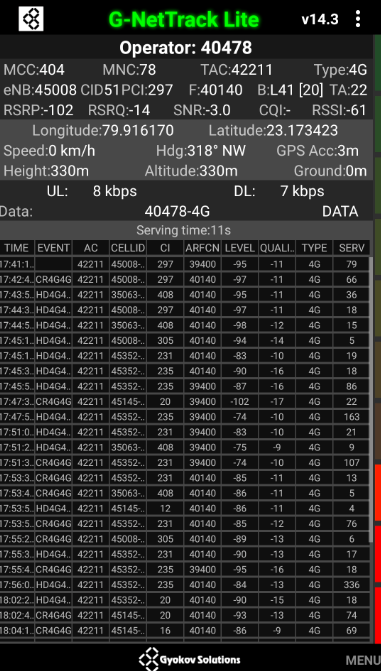 G-NetTrack Lite v14.3
Operator: 40478
MCC:404 MNC:78 TAC:42211 Type:4G
eNB:45008 CID51PCI:297 F:40140 B:L41 [20] TA:22
RSRP:-102 RSRQ:-14 SNR:-3.0 CQI:- RSSI:-61
Longitude:79.916170 Latitude:23.173423
Speed:0 km/h Hdg:318° NW GPS Acc:3m
Height:330m Altitude:330m Ground:0m
UL: 8 kbps DL: 7 kbps
Data: 40478-4G DATA
Serving time:11s
TIME EVENT AC CELLID CI ARFCN LEVEL QUALI.. TYPE SERV
17:41:1.. 42211 45008-.. 297 39400 -95 -11 4G 79
17:42:4.. CR4G4G 42211 45008-.. 297 40140 -97 -11 4G 66
17:43:5.. HD4G4.. 42211 35063-.. 408 40140 -95 -11 4G 36
17:44:3.. HD4G4.. 42211 45008-.. 297 40140 -97 -11 4G 18
17:44:5.. HD4G4.. 42211 35063-.. 408 40140 -98 -12 4G 15
17:45:1.. HD4G4.. 42211 45008-.. 305 40140 -94 -14 4G 5
17:45:1.. HD4G4.. 42211 45352-.. 231 40140 -83 -10 4G 19
17:45:3.. HD4G4.. 42211 45352-.. 235 40140 -90 -16 4G 18
17:45:5.. HD4G4.. 42211 45352-.. 235 39400 -87 -16 4G 86
17:47:3.. CR4G4G 42211 45145-.. 20 39400 -102 -17 4G 22
17:47:5.. HD4G4.. 42211 45352-.. 235 39400 -74 -10 4G 163
17:51:0.. HD4G4.. 42211 45352-.. 231 40140 -83 -10 4G 21
17:51:2.. HD4G4.. 42211 35063-.. 408 39400 -75 -9 4G 9
17:51:3.. CR4G4G 42211 45352-.. 231 39400 -74 -10 4G 107
17:53:3.. CR4G4G 42211 45352-.. 231 40140 -85 -11 4G 13
17:53:4.. CR4G4G 42211 35063-.. 408 40140 -86 -11 4G 5
17:53:5.. HD4G4.. 42211 45145-.. 12 40140 -86 -11 4G 4
17:53:5.. CR4G4G 42211 45352-.. 231 40140 -85 -12 4G 76
17:55:2.. CR4G4G 42211 45008-.. 305 40140 -89 -13 4G 6
17:55:3.. HD4G4.. 42211 45352-.. 231 40140 -90 -13 4G 17
17:55:4.. CR4G4G 42211 45352-.. 235 39400 -95 -16 4G 18
17:56:0.. CR4G4G 42211 45352-.. 235 40140 -84 -13 4G 336
18:02:2.. HD4G4.. 42211 45352-.. 20 40140 -90 -15 4G 18
18:02:4.. CR4G4G 42211 45145-.. 20 40140 -93 -13 4G 74
18:04:1.. CR4G4G 42211 45145-.. 16 40140 -86 -9 4G 69
Gyokov Solutions MENU